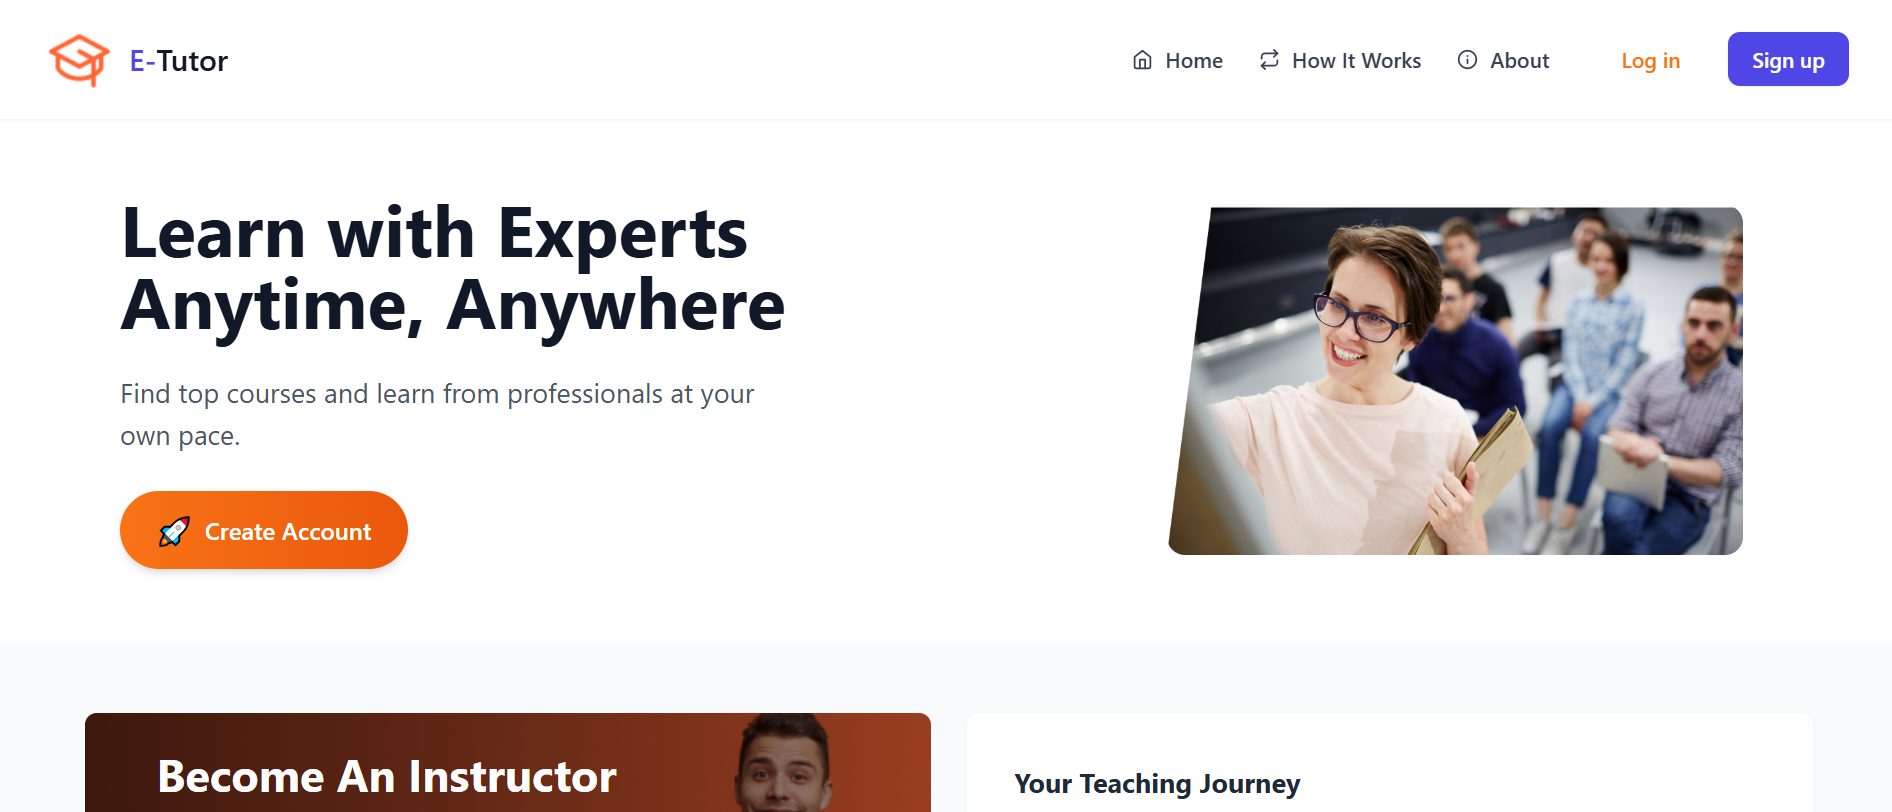 E-Tutor
Home
How It Works
About
Log in
Sign up
Learn with Experts
Anytime, Anywhere
Find top courses and learn from professionals at your
own pace.
Create Account
Become An Instructor
Your Teaching Journey